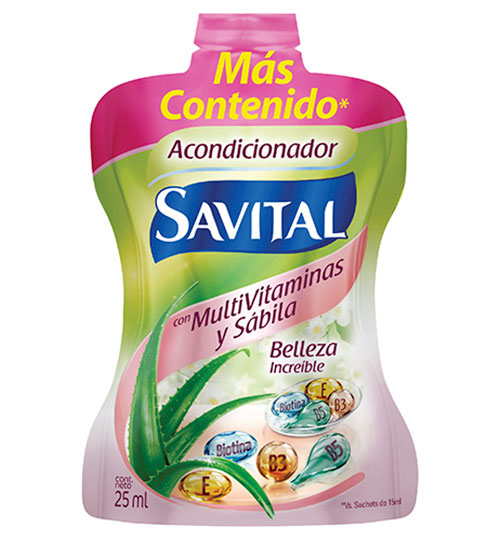 Más
Contenido*
Acondicionador
SAVITAL
con MultiVitaminas
y Sábila
Belleza
Increíble
E
Biotina
B5
B3
Biotina
B3
B5
E
cont.
neto
25 ml
*Vs. Sachets de 15ml